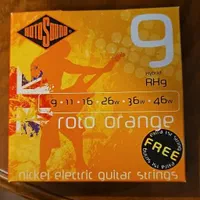 ROTOSOUND
9
Hybrid
RH9
9 • 11 • 16 • 26w • 36w • 46w
roto orange
FREE
nickel electric guitar strings